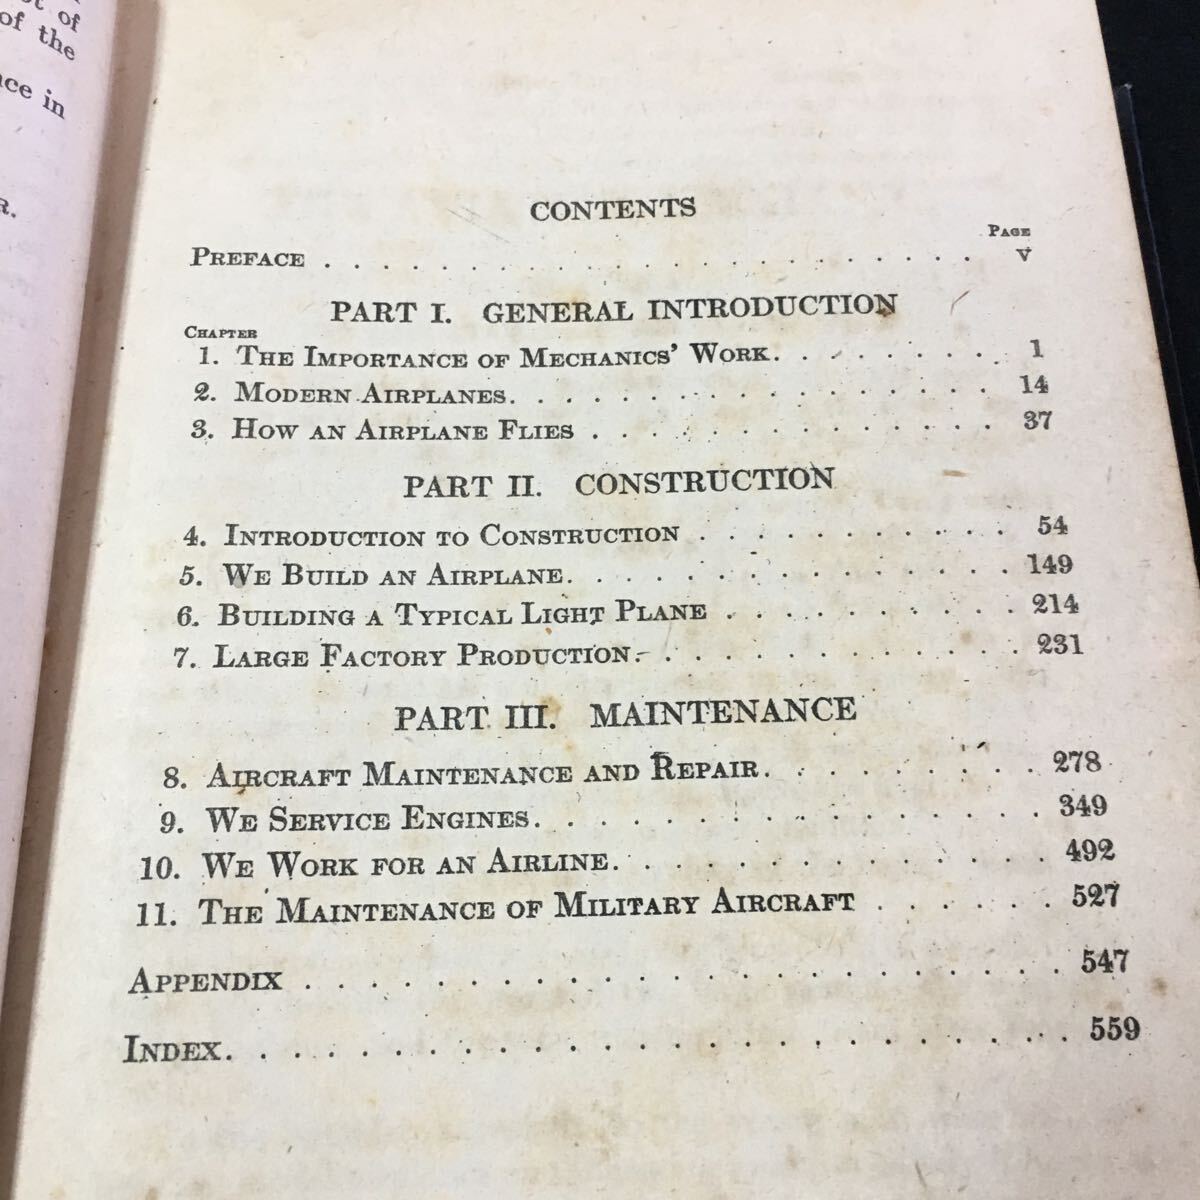 of
of the
in
R.
CONTENTS
PAGE
PREFACE . . . . . . . . . . . . . . . . . . . . . . . v
PART I. GENERAL INTRODUCTION
CHAPTER
1. THE IMPORTANCE OF MECHANICS' WORK. . . . . . . . . 1
2. MODERN AIRPLANES. . . . . . . . . . . . . . . . . . 14
3. HOW AN AIRPLANE FLIES . . . . . . . . . . . . . . 37
PART II. CONSTRUCTION
4. INTRODUCTION TO CONSTRUCTION . . . . . . . . . . . 54
5. WE BUILD AN AIRPLANE. . . . . . . . . . . . . . . 149
6. BUILDING A TYPICAL LIGHT PLANE . . . . . . . . . . 214
7. LARGE FACTORY PRODUCTION. . . . . . . . . . . . . 231
PART III. MAINTENANCE
8. AIRCRAFT MAINTENANCE AND REPAIR. . . . . . . . . 278
9. WE SERVICE ENGINES. . . . . . . . . . . . . . . . 349
10. WE WORK FOR AN AIRLINE. . . . . . . . . . . . . . 492
11. THE MAINTENANCE OF MILITARY AIRCRAFT . . . . . . 527
APPENDIX . . . . . . . . . . . . . . . . . . . . . . 547
INDEX. . . . . . . . . . . . . . . . . . . . . . . . 559